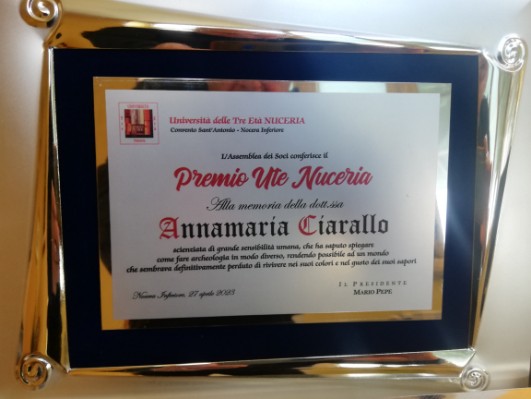 Università delle Tre Età NUCERIA
Convento Sant'Antonio - Nocera Inferiore
L'Assemblea dei Soci conferisce il
Premio Ute Nuceria
Alla memoria della dott.ssa
Annamaria Ciarallo
scienziata di grande sensibilità umana, che ha saputo spiegare
come fare archeologia in modo diverso, rendendo possibile ad un mondo
che sembrava definitivamente perduto di rivivere nei suoi colori e nel gusto dei suoi sapori
Nocera Inferiore, 27 aprile 2023
IL PRESIDENTE
MARIO PEPE